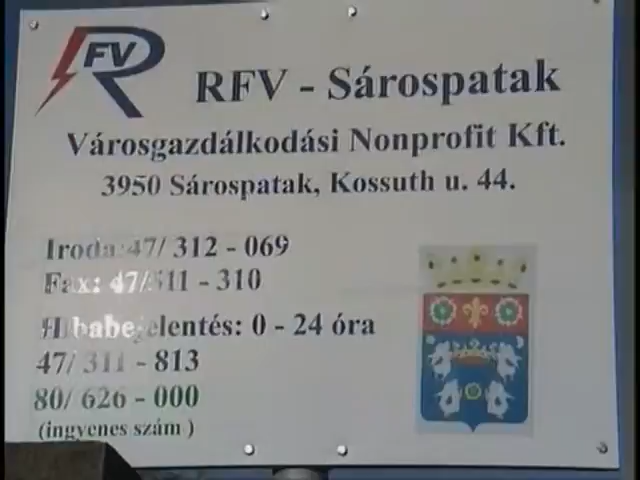 RFV
RFV - Sárospatak
Városgazdálkodási Nonprofit Kft.
3950 Sárospatak, Kossuth u. 44.
Iroda: 47/ 312 - 069
Fax: 47/511 - 310
Hibabejelentés: 0 - 24 óra
47/ 311 - 813
80/ 626 - 000
(ingyenes szám )